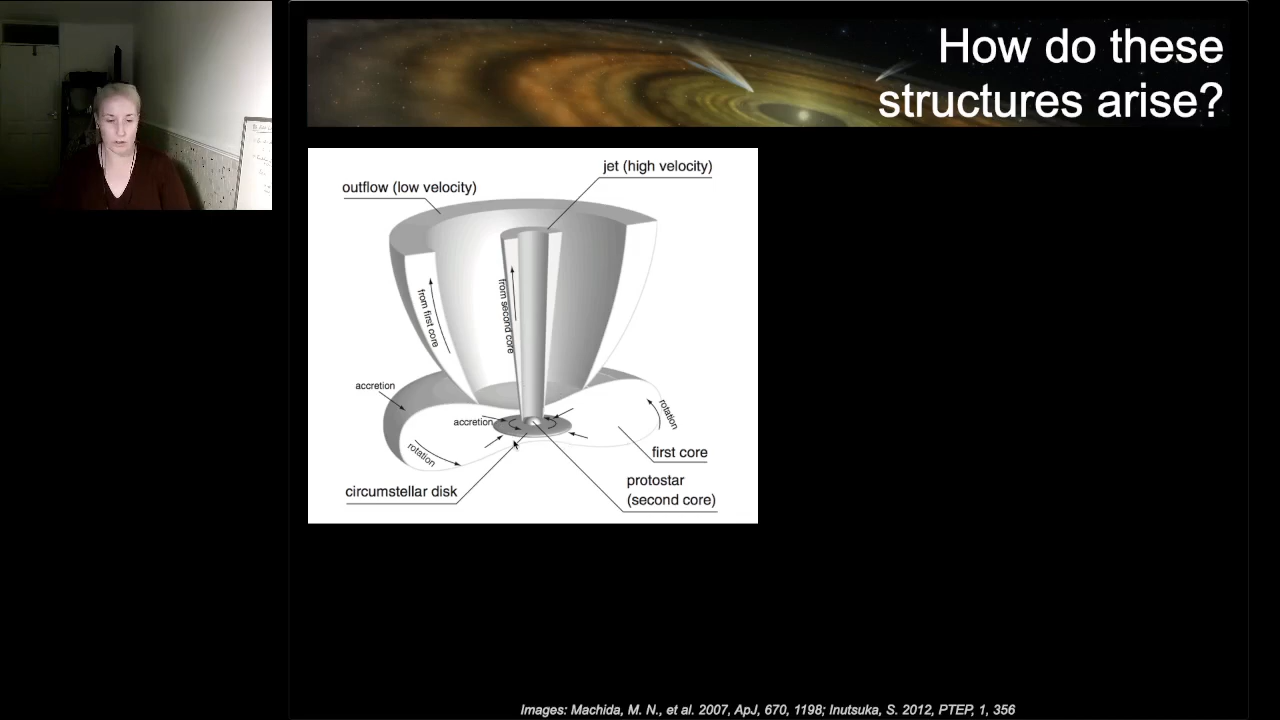 How do these
structures arise?
jet (high velocity)
outflow (low velocity)
from first core
from second core
accretion
accretion
rotation
rotation
first core
circumstellar disk
protostar
(second core)
Images: Machida, M. N., et al. 2007, ApJ, 670, 1198; Inutsuka, S. 2012, PTEP, 1, 356